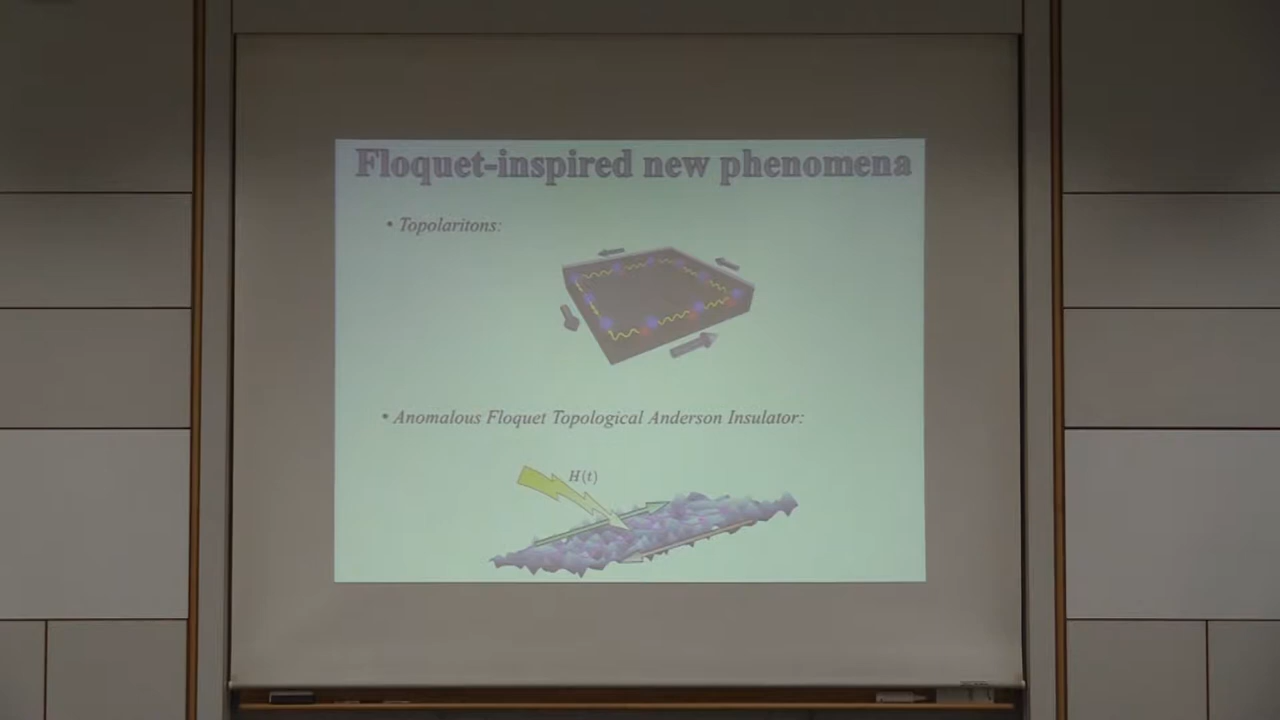 Floquet-inspired new phenomena
• Topolaritons:
• Anomalous Floquet Topological Anderson Insulator:
H(t)